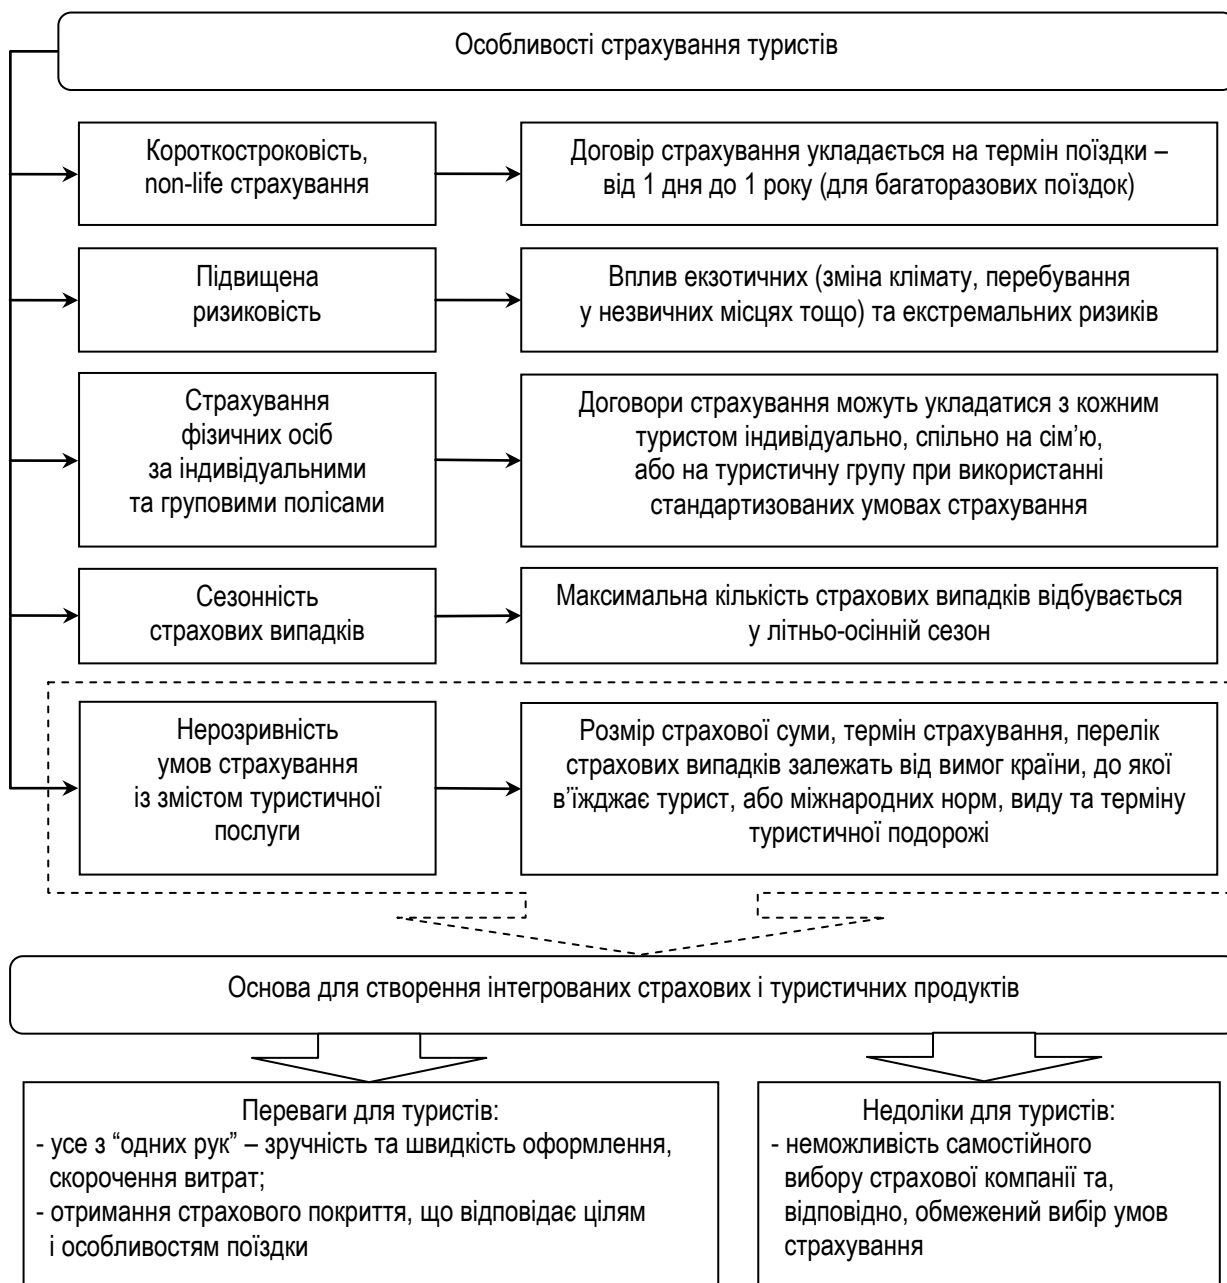 Особливості страхування туристів
Короткостроковість,
non-life страхування
Договір страхування укладається на термін поїздки –
від 1 дня до 1 року (для багаторазових поїздок)
Підвищена
ризиковість
Вплив екзотичних (зміна клімату, перебування
у незвичних місцях тощо) та екстремальних ризиків
Страхування
фізичних осіб
за індивідуальними
та груповими полісами
Договори страхування можуть укладатися з кожним
туристом індивідуально, спільно на сім’ю,
або на туристичну групу при використанні
стандартизованих умовах страхування
Сезонність
страхових випадків
Максимальна кількість страхових випадків відбувається
у літньо-осінній сезон
Нерозривність
умов страхування
із змістом туристичної
послуги
Розмір страхової суми, термін страхування, перелік
страхових випадків залежать від вимог країни, до якої
в’їжджає турист, або міжнародних норм, виду та терміну
туристичної подорожі
Основа для створення інтегрованих страхових і туристичних продуктів
Переваги для туристів:
- усе з “одних рук” – зручність та швидкість оформлення,
скорочення витрат;
- отримання страхового покриття, що відповідає цілям
і особливостям поїздки
Недоліки для туристів:
- неможливість самостійного
вибору страхової компанії та,
відповідно, обмежений вибір умов
страхування